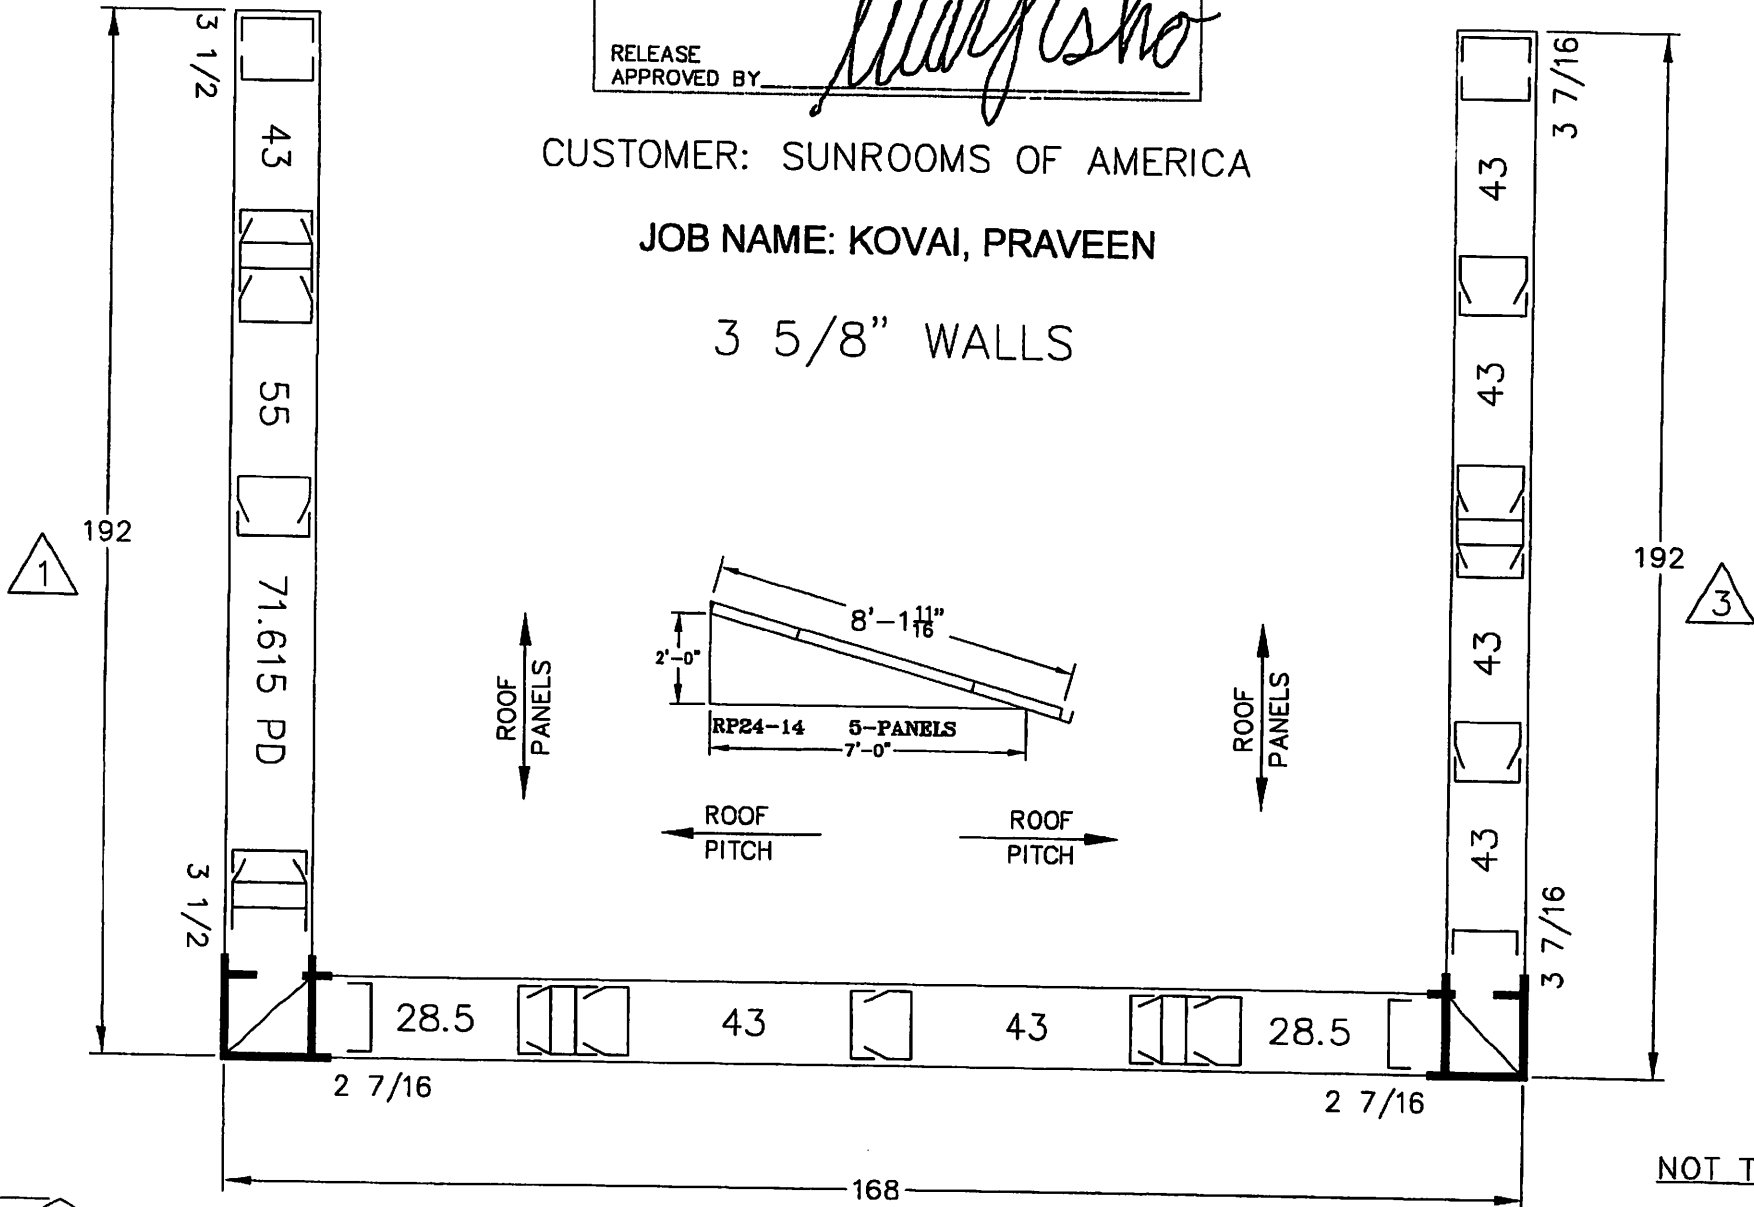 RELEASE
APPROVED BY
CUSTOMER: SUNROOMS OF AMERICA
JOB NAME: KOVAI, PRAVEEN
3 5/8" WALLS
3 1/2
43
55
71.615 PD
3 1/2
192
1
3 7/16
43
43
43
43
3 7/16
192
3
8'-1 11/16"
2'-0"
RP24-14 5-PANELS
7'-0"
ROOF
PANELS
ROOF
PANELS
ROOF
PITCH
ROOF
PITCH
28.5
43
43
28.5
2 7/16
2 7/16
168
NOT T